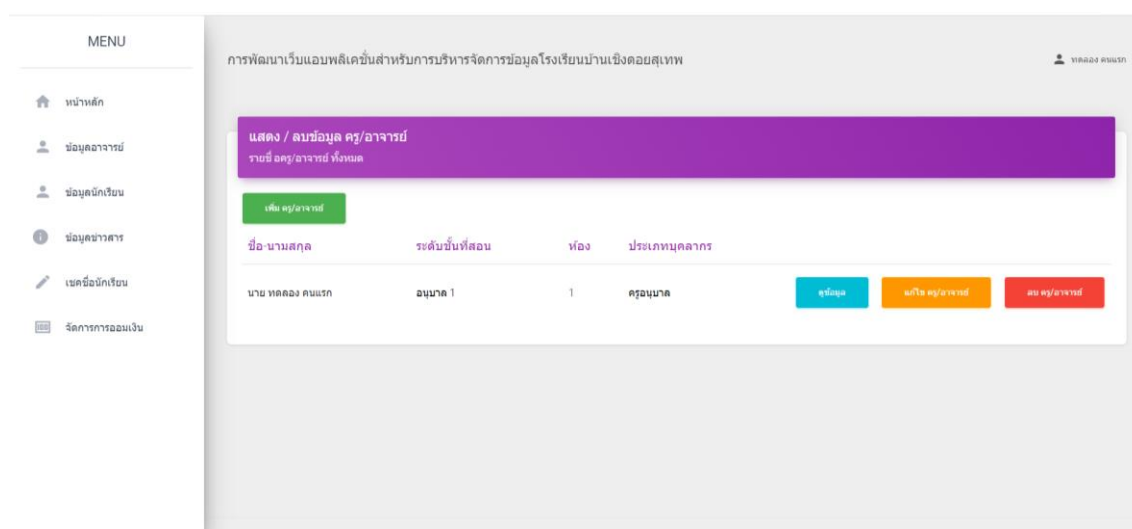 MENU
หน้าหลัก
ข้อมูลอาจารย์
ข้อมูลนักเรียน
ข้อมูลข่าวสาร
เชคชื่อนักเรียน
จัดการการออมเงิน
การพัฒนาเว็บแอบพลิเคชั่นสำหรับการบริหารจัดการข้อมูลโรงเรียนบ้านเชิงดอยสุเทพ
ทดลอง คนแรก
แสดง / ลบข้อมูล ครู/อาจารย์
รายชื่ อครู/อาจารย์ ทั้งหมด
เพิ่ม ครู/อาจารย์
ชื่อ-นามสกุล ระดับชั้นที่สอน ห้อง ประเภทบุคลากร
นาย ทดลอง คนแรก อนุบาล 1 1 ครูอนุบาล ดูข้อมูล แก้ไข ครู/อาจารย์ ลบ ครู/อาจารย์